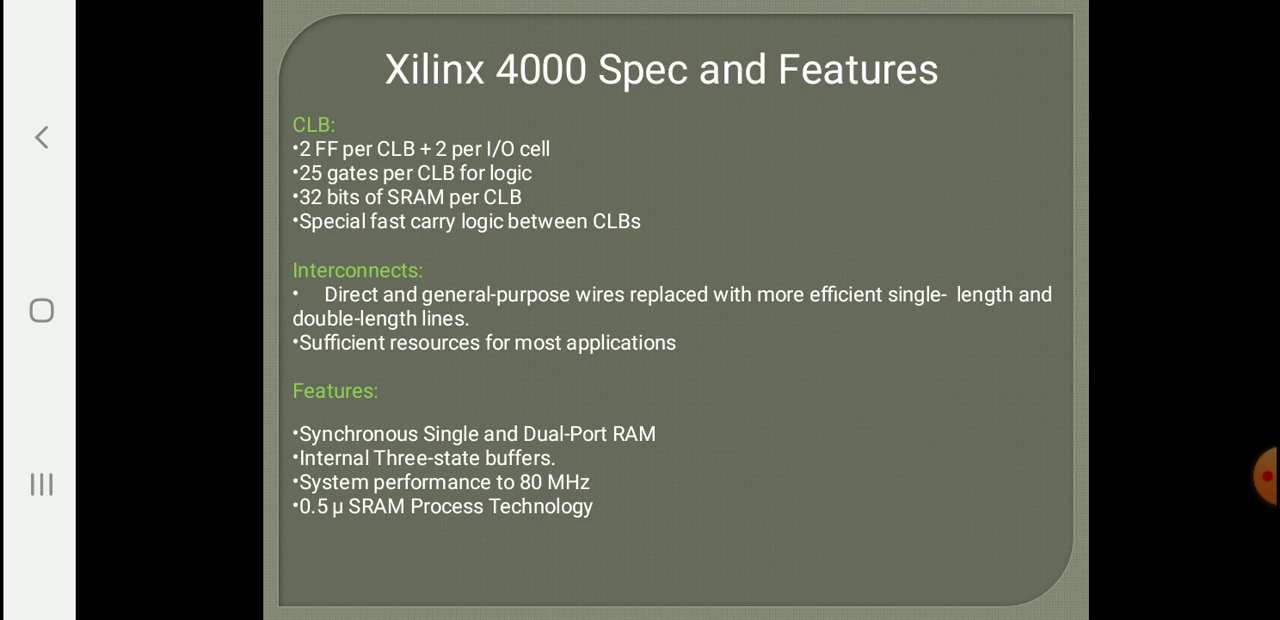 Xilinx 4000 Spec and Features
CLB:
•2 FF per CLB + 2 per I/O cell
•25 gates per CLB for logic
•32 bits of SRAM per CLB
•Special fast carry logic between CLBs
Interconnects:
• Direct and general-purpose wires replaced with more efficient single- length and
double-length lines.
•Sufficient resources for most applications
Features:
•Synchronous Single and Dual-Port RAM
•Internal Three-state buffers.
•System performance to 80 MHz
•0.5 µ SRAM Process Technology